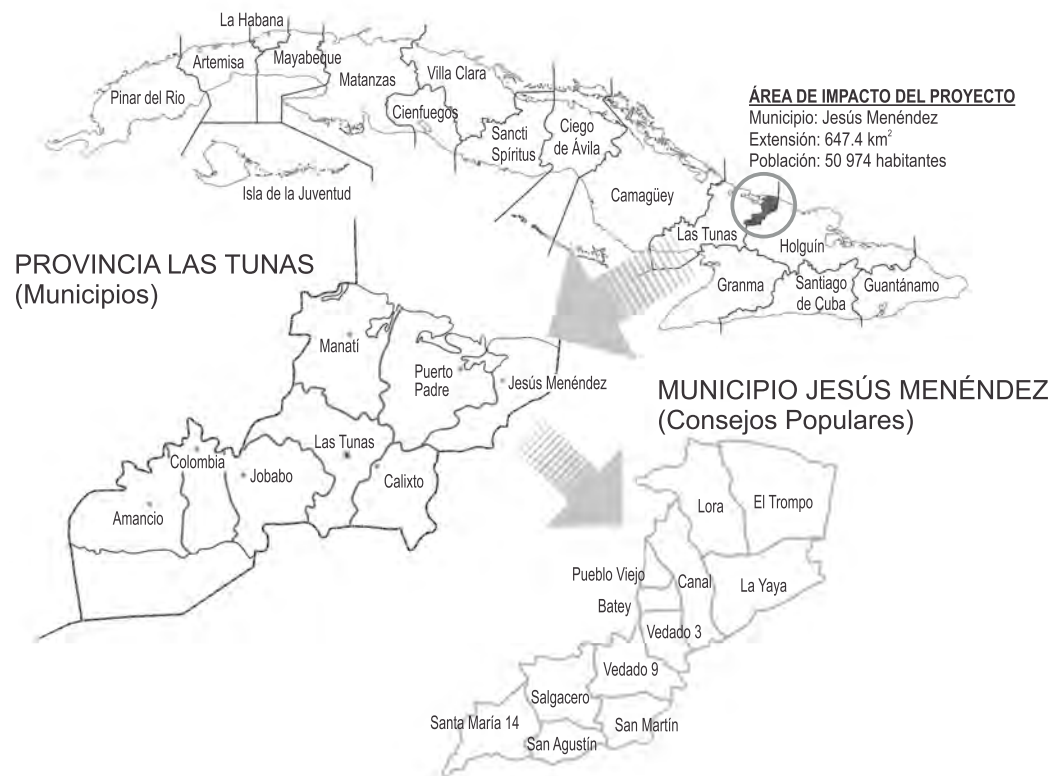 La Habana
Artemisa
Mayabeque
Matanzas
Villa Clara
Pinar del Rio
Cienfuegos
Sancti
Spíritus
Ciego
de Ávila
Isla de la Juventud
Camagüey
Las Tunas
Holguín
Granma
Santiago
de Cuba
Guantánamo
ÁREA DE IMPACTO DEL PROYECTO
Municipio: Jesús Menéndez
Extensión: 647.4 km²
Población: 50 974 habitantes
PROVINCIA LAS TUNAS
(Municipios)
Manatí
Puerto
Padre
Jesús Menéndez
Las Tunas
Colombia
Jobabo
Calixto
Amancio
MUNICIPIO JESÚS MENÉNDEZ
(Consejos Populares)
Lora
El Trompo
Pueblo Viejo
Canal
La Yaya
Batey
Vedado 3
Vedado 9
Salgacero
Santa María 14
San Martín
San Agustín